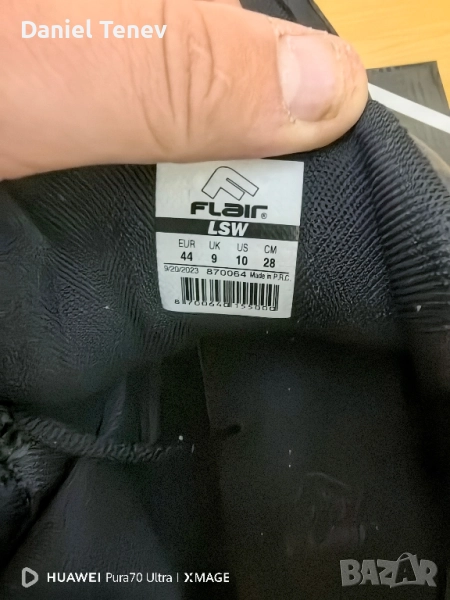 Daniel Tenev
FLAIR ®
LSW
EUR UK US CM
44 9 10 28
9/20/2023 870064 Made in P.R.C.
HUAWEI Pura70 Ultra | XMAGE
BAZAR